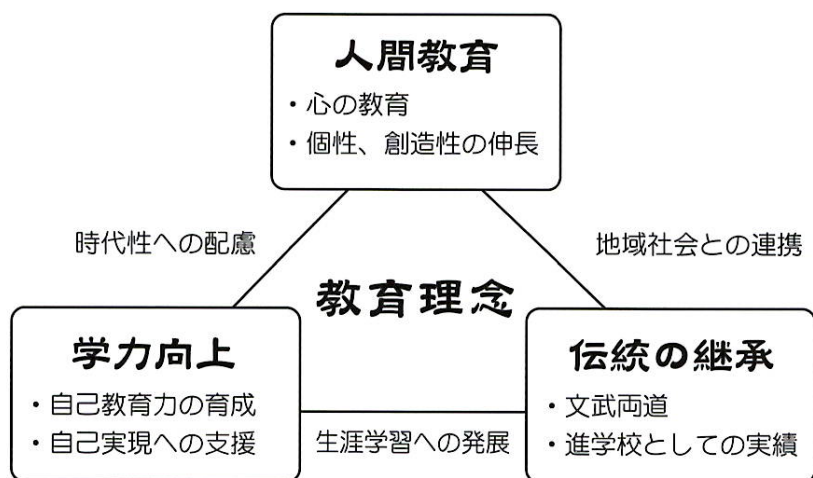 人間教育
・心の教育
・個性、創造性の伸長
時代性への配慮
地域社会との連携
教育理念
学力向上
・自己教育力の育成
・自己実現への支援
生涯学習への発展
伝統の継承
・文武両道
・進学校としての実績